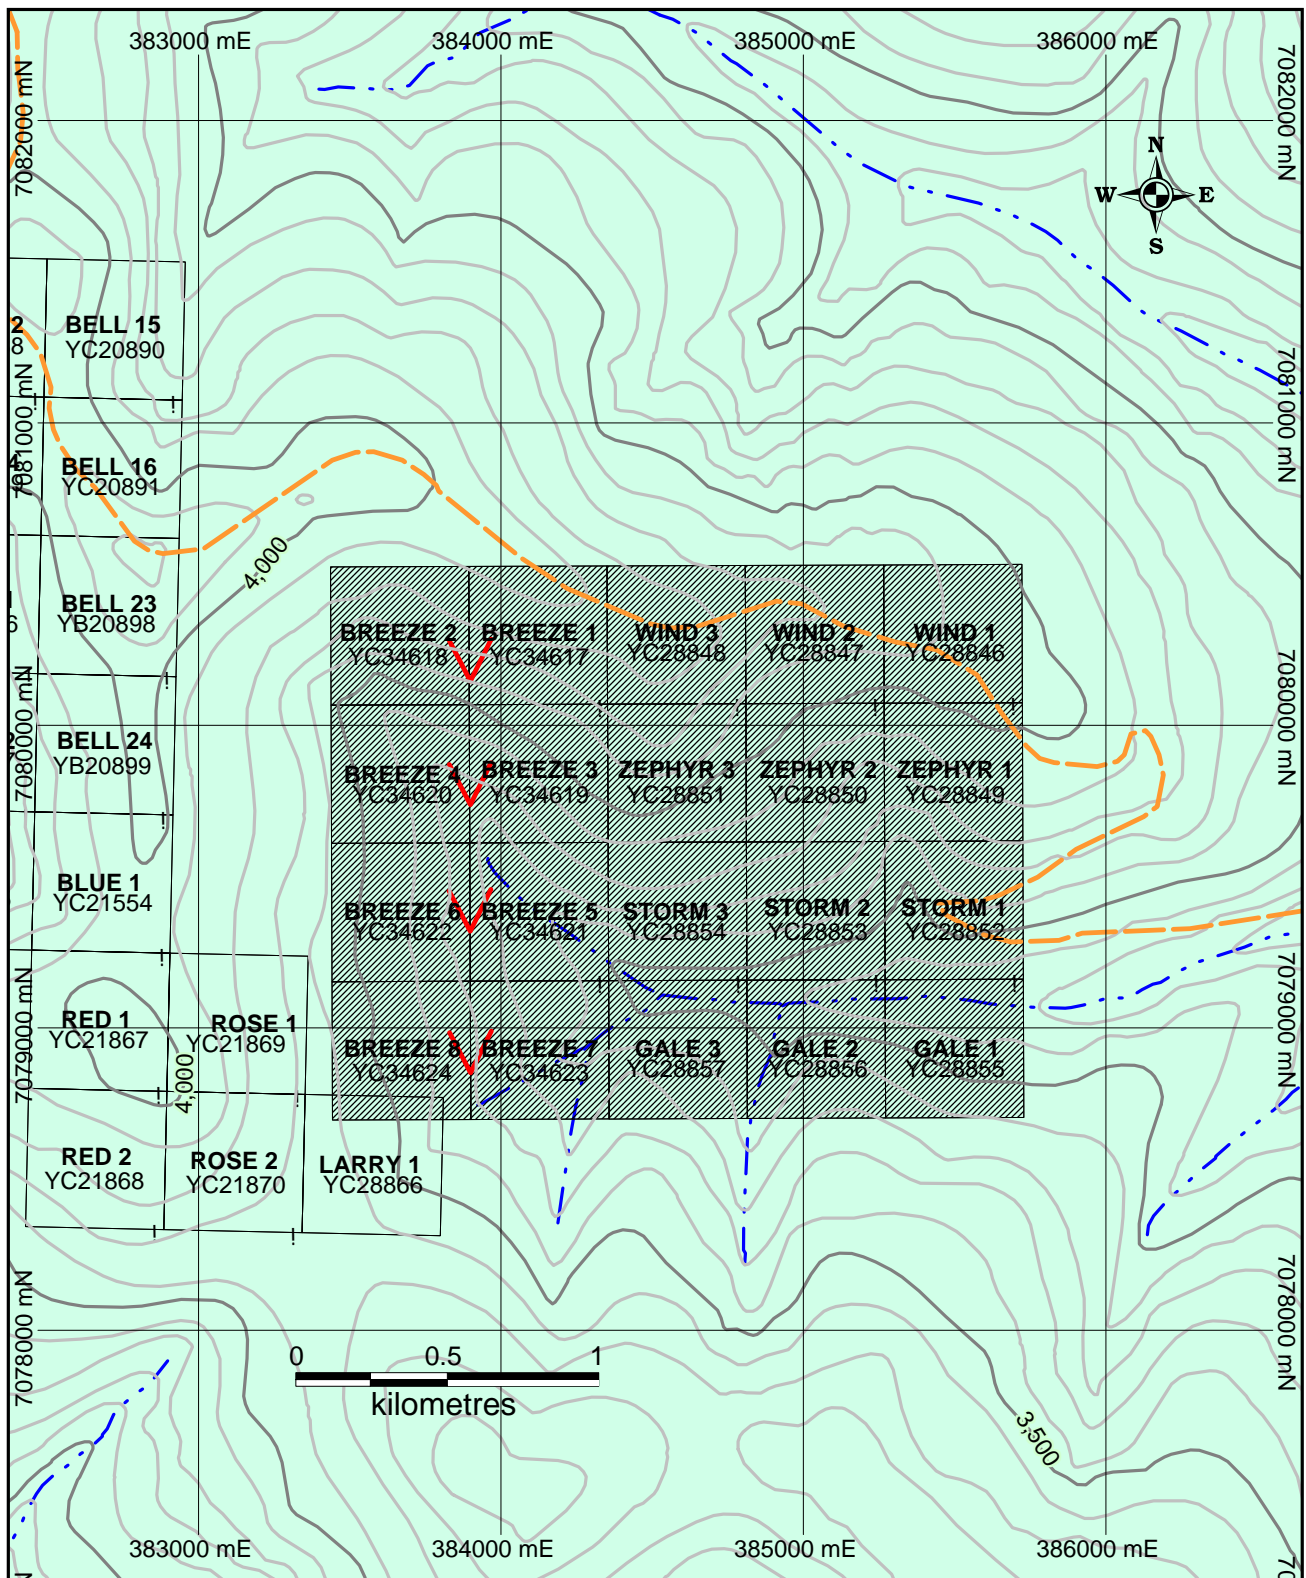 383000 mE
384000 mE
385000 mE
386000 mE
7082000 mN
7082000 mN
N
W
E
S
BELL 15
YC20890
2
8
7081000 mN
7081000 mN
BELL 16
YC20891
4,000
BELL 23
YB20898
6
BREEZE 2
YC34618
BREEZE 1
YC34617
WIND 3
YC28848
WIND 2
YC28847
WIND 1
YC28846
7080000 mN
7080000 mN
BELL 24
YB20899
BREEZE 4
YC34620
BREEZE 3
YC34619
ZEPHYR 3
YC28851
ZEPHYR 2
YC28850
ZEPHYR 1
YC28849
BLUE 1
YC21554
BREEZE 6
YC34622
BREEZE 5
YC34621
STORM 3
YC28854
STORM 2
YC28853
STORM 1
YC28852
7079000 mN
7079000 mN
RED 1
YC21867
ROSE 1
YC21869
4,000
BREEZE 8
YC34624
BREEZE 7
YC34623
GALE 3
YC28857
GALE 2
YC28856
GALE 1
YC28855
RED 2
YC21868
ROSE 2
YC21870
LARRY 1
YC28866
7078000 mN
7078000 mN
0
0.5
1
kilometres
3,500
383000 mE
384000 mE
385000 mE
386000 mE